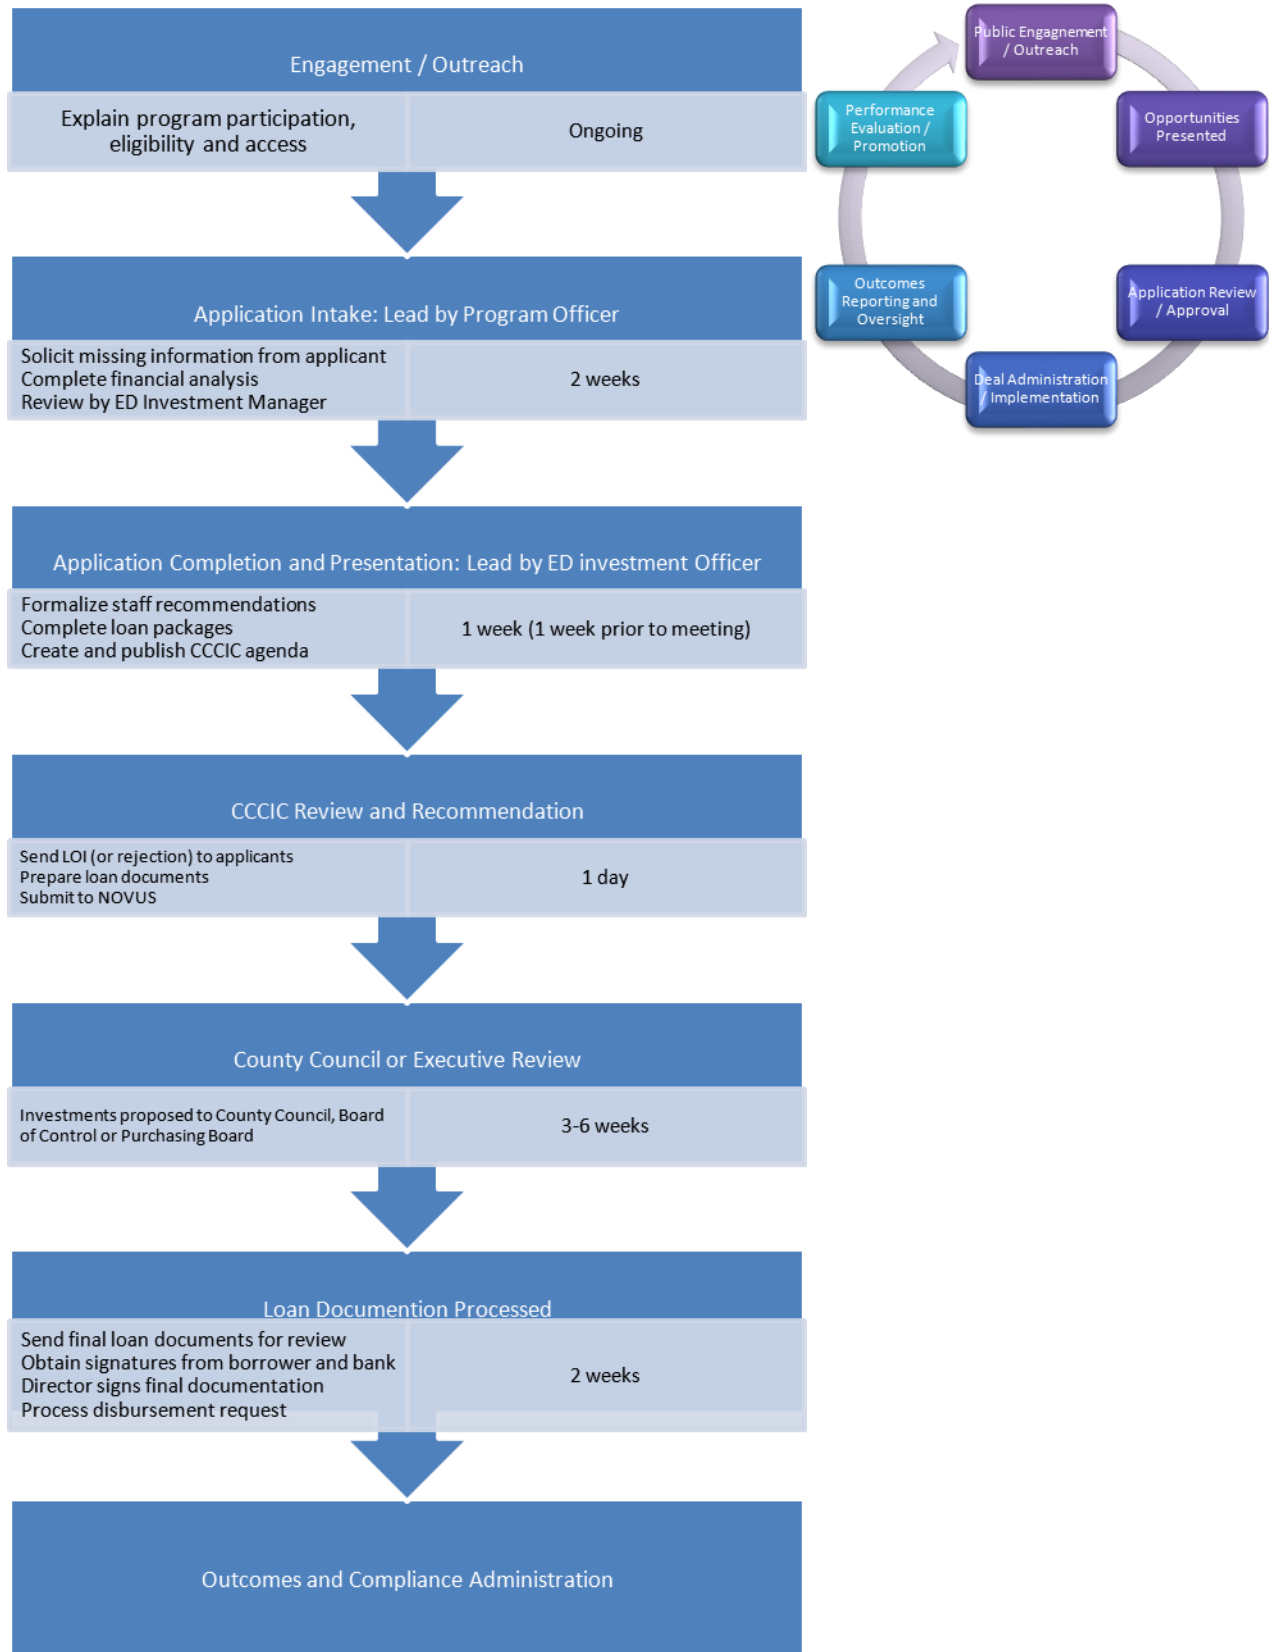 Engagement / Outreach
Explain program participation,
eligibility and access
Ongoing
Application Intake: Lead by Program Officer
Solicit missing information from applicant
Complete financial analysis
Review by ED Investment Manager
2 weeks
Application Completion and Presentation: Lead by ED investment Officer
Formalize staff recommendations
Complete loan packages
Create and publish CCCIC agenda
1 week (1 week prior to meeting)
CCCIC Review and Recommendation
Send LOI (or rejection) to applicants
Prepare loan documents
Submit to NOVUS
1 day
County Council or Executive Review
Investments proposed to County Council, Board
of Control or Purchasing Board
3-6 weeks
Loan Documention Processed
Send final loan documents for review
Obtain signatures from borrower and bank
Director signs final documentation
Process disbursement request
2 weeks
Outcomes and Compliance Administration
Public Engagnement
/ Outreach
Opportunities
Presented
Application Review
/ Approval
Deal Administration
/ Implementation
Outcomes
Reporting and
Oversight
Performance
Evaluation /
Promotion